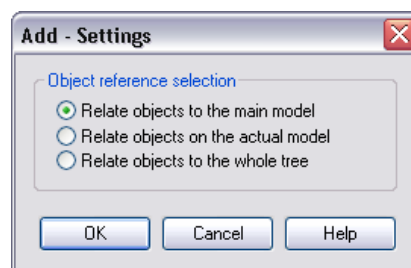 Add - Settings
Object reference selection
Relate objects to the main model
Relate objects on the actual model
Relate objects to the whole tree
OK Cancel Help